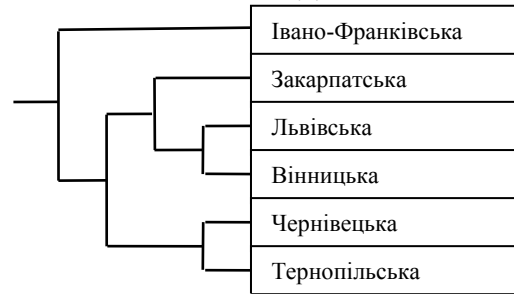 Івано-Франківська
Закарпатська
Львівська
Вінницька
Чернівецька
Тернопільська